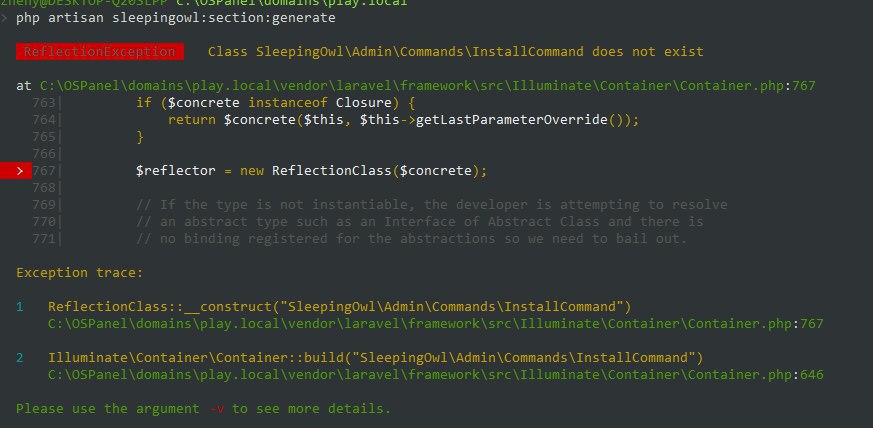 zheny@DESKTOP-Q20SLPP C:\OSPanel\domains\play.local
> php artisan sleepingowl:section:generate
ReflectionException Class SleepingOwl\Admin\Commands\InstallCommand does not exist
at C:\OSPanel\domains\play.local\vendor\laravel\framework\src\Illuminate\Container\Container.php:767
763| if ($concrete instanceof Closure) {
764| return $concrete($this, $this->getLastParameterOverride());
765| }
766|
> 767| $reflector = new ReflectionClass($concrete);
768|
769| // If the type is not instantiable, the developer is attempting to resolve
770| // an abstract type such as an Interface of Abstract Class and there is
771| // no binding registered for the abstractions so we need to bail out.
Exception trace:
1 ReflectionClass::__construct("SleepingOwl\Admin\Commands\InstallCommand")
C:\OSPanel\domains\play.local\vendor\laravel\framework\src\Illuminate\Container\Container.php:767
2 Illuminate\Container\Container::build("SleepingOwl\Admin\Commands\InstallCommand")
C:\OSPanel\domains\play.local\vendor\laravel\framework\src\Illuminate\Container\Container.php:646
Please use the argument -v to see more details.